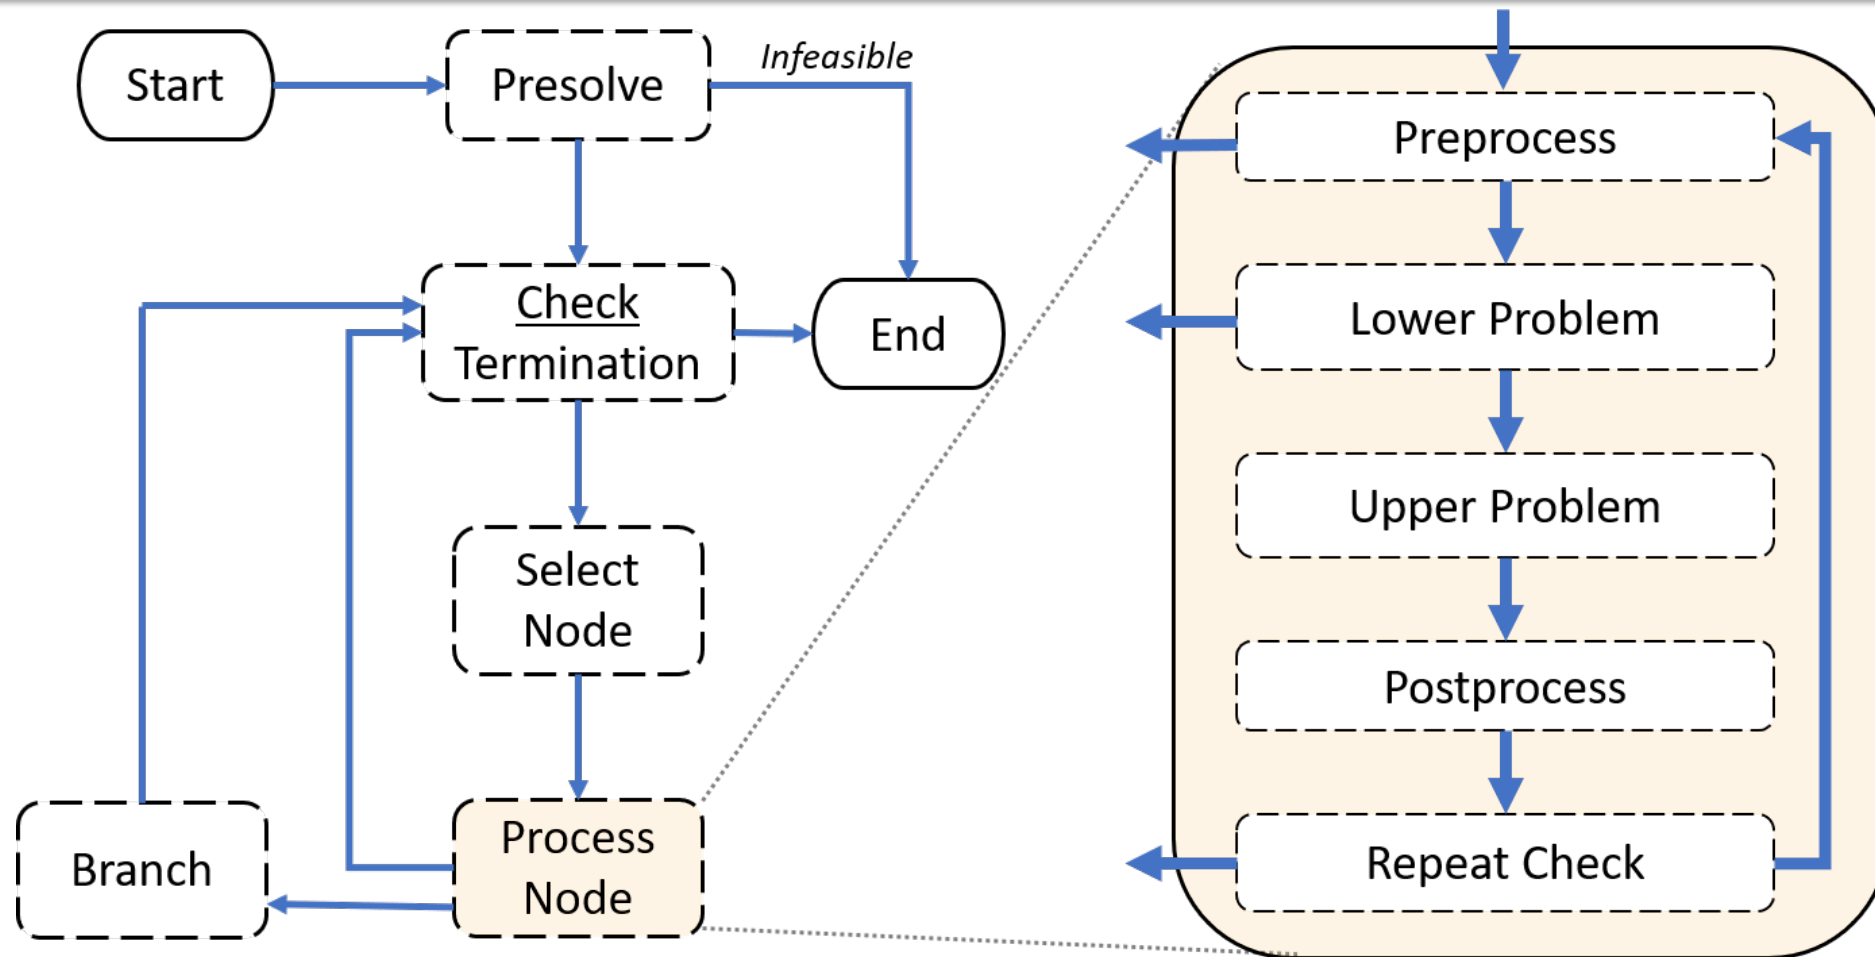 Start
Presolve
Infeasible
Check
Termination
End
Select
Node
Process
Node
Branch
Preprocess
Lower Problem
Upper Problem
Postprocess
Repeat Check